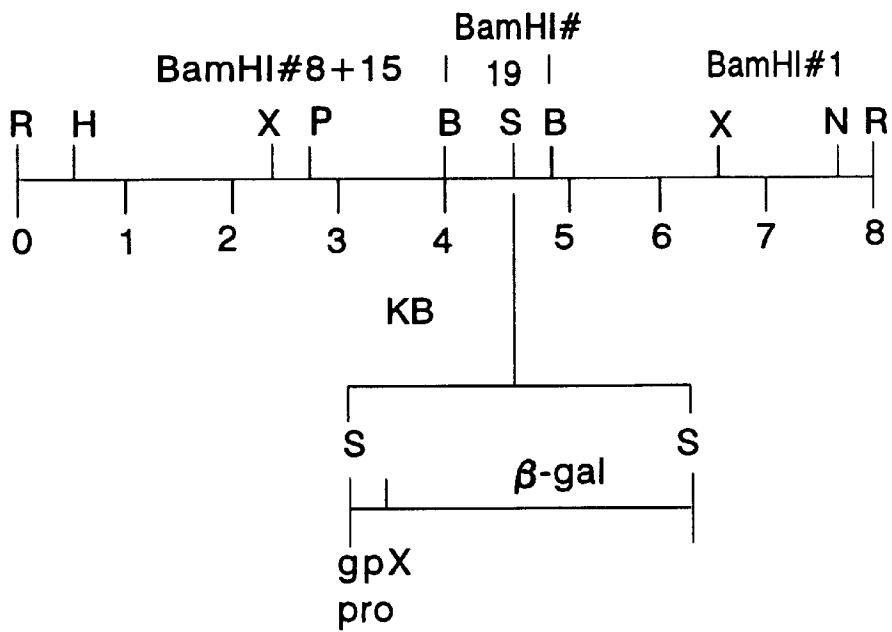 BamHI#
BamHI#8+15 | 19 | BamHI#1
R H X P B S B X N R
0 1 2 3 4 5 6 7 8
KB
S S
β-gal
gpX
pro